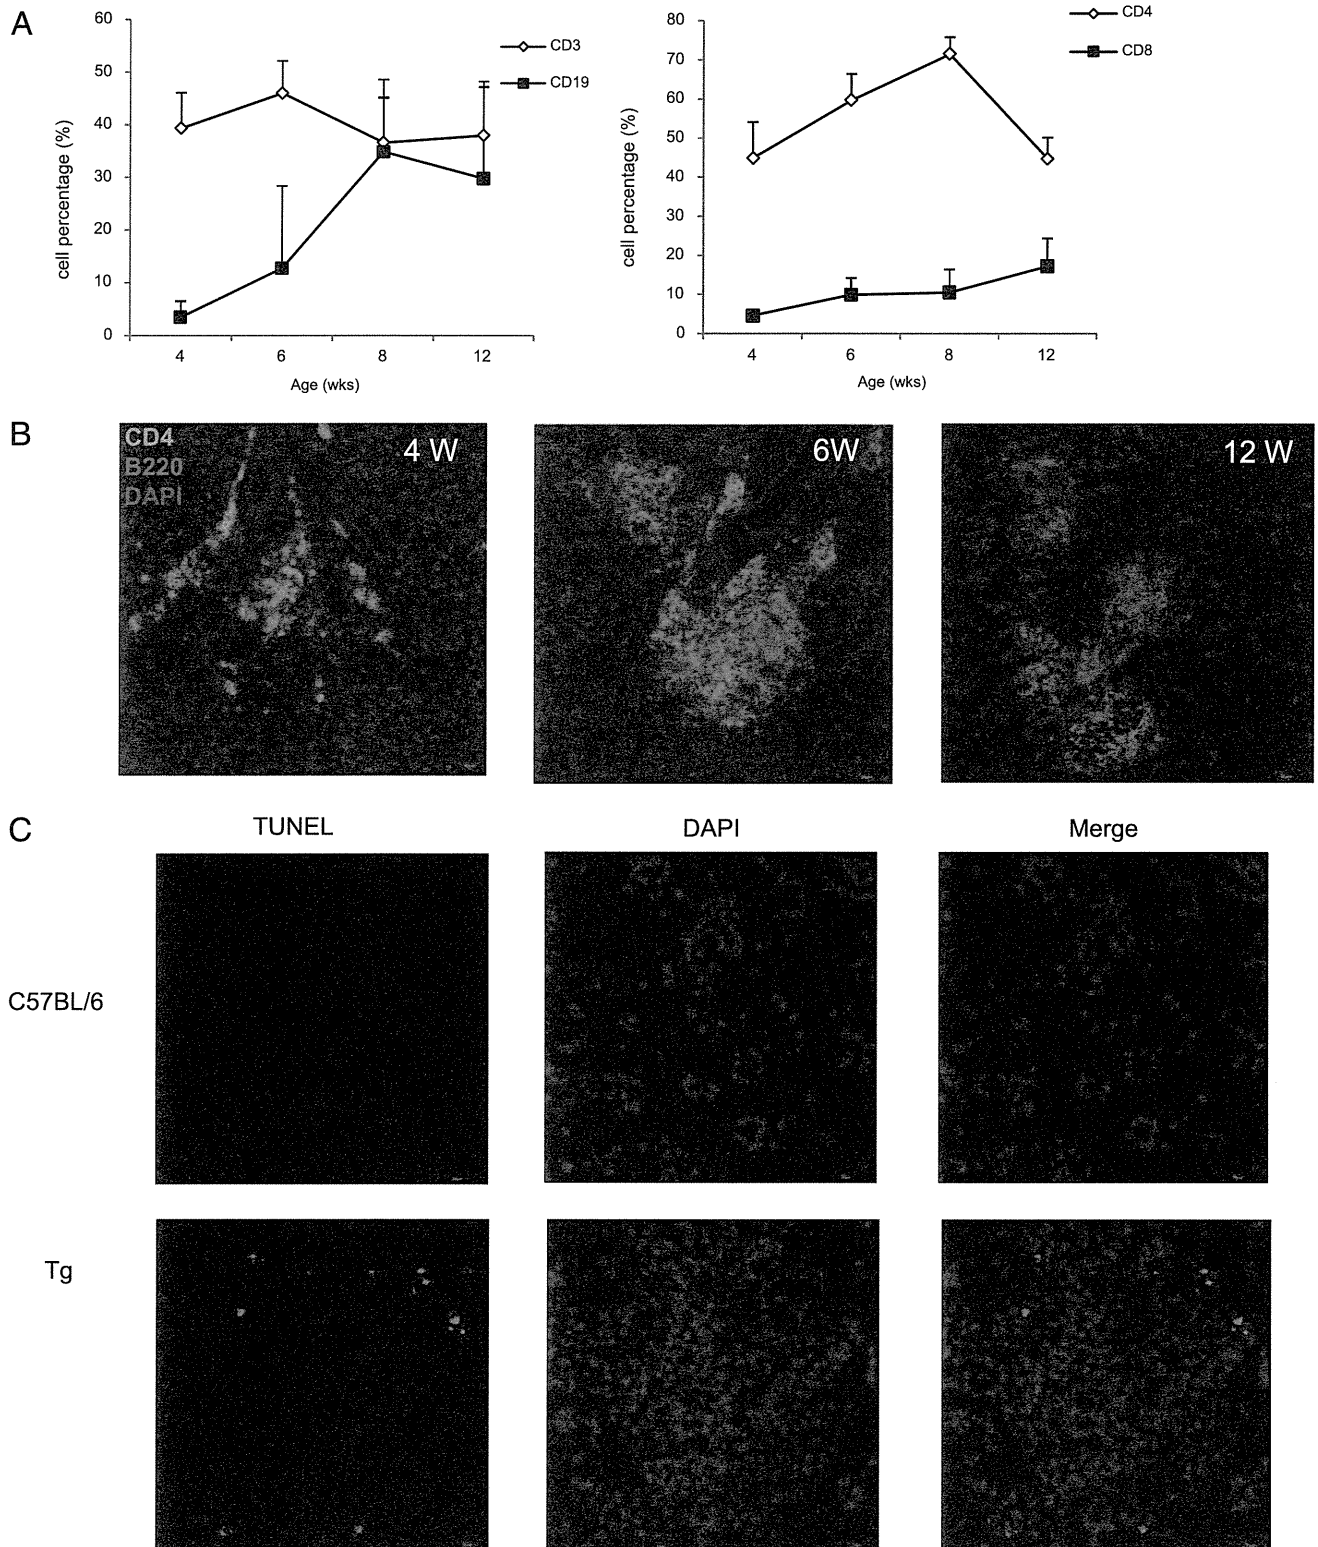 A
60
50
40
30
20
10
0
cell percentage (%)
4 6 8 12
Age (wks)
CD3
CD19
80
70
60
50
40
30
20
10
0
cell percentage (%)
4 6 8 12
Age (wks)
CD4
CD8
B
CD4
B220
DAPI
4 W
6W
12 W
C
TUNEL DAPI Merge
C57BL/6
Tg